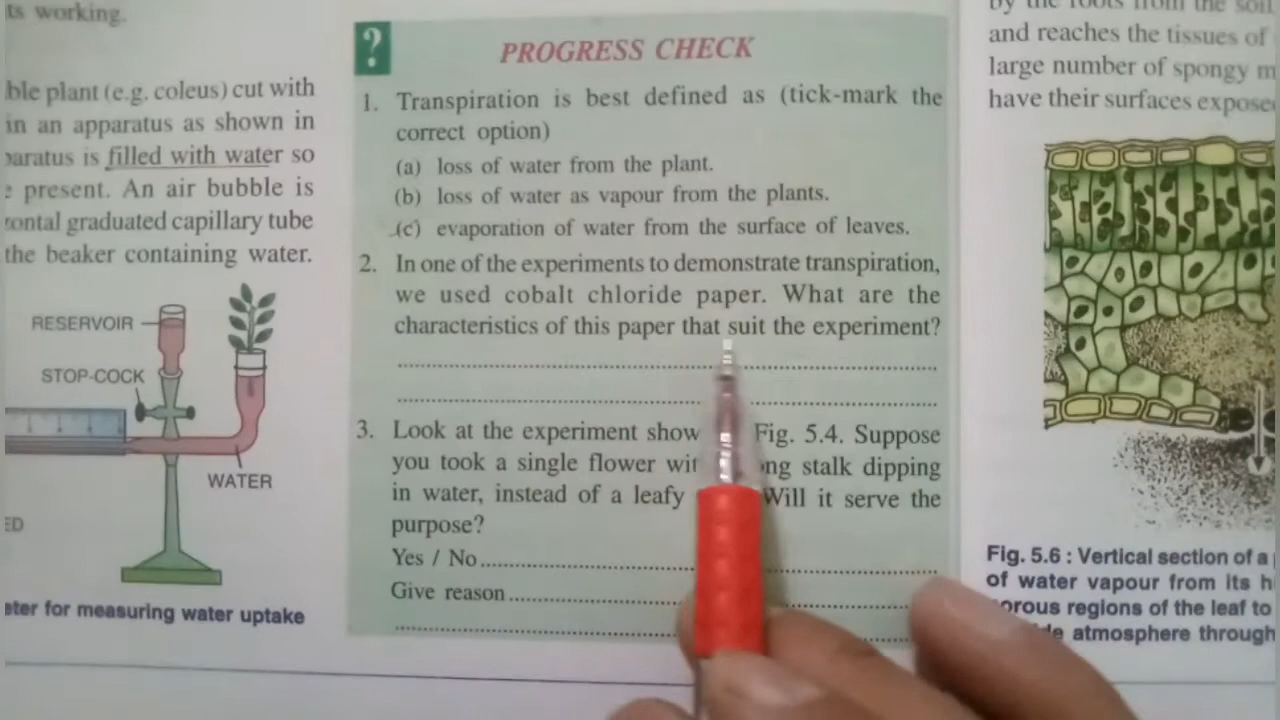 ts working.
ble plant (e.g. coleus) cut with
in an apparatus as shown in
paratus is filled with water so
e present. An air bubble is
zontal graduated capillary tube
the beaker containing water.
RESERVOIR
STOP-COCK
WATER
ED
eter for measuring water uptake
?
PROGRESS CHECK
1. Transpiration is best defined as (tick-mark the
correct option)
(a) loss of water from the plant.
(b) loss of water as vapour from the plants.
(c) evaporation of water from the surface of leaves.
2. In one of the experiments to demonstrate transpiration,
we used cobalt chloride paper. What are the
characteristics of this paper that suit the experiment?
3. Look at the experiment show Fig. 5.4. Suppose
you took a single flower wit ng stalk dipping
in water, instead of a leafy Will it serve the
purpose?
Yes / No
Give reason
by the roots from the soil
and reaches the tissues of
large number of spongy m
have their surfaces expose
Fig. 5.6 : Vertical section of a
of water vapour from its h
orous regions of the leaf to
de atmosphere through